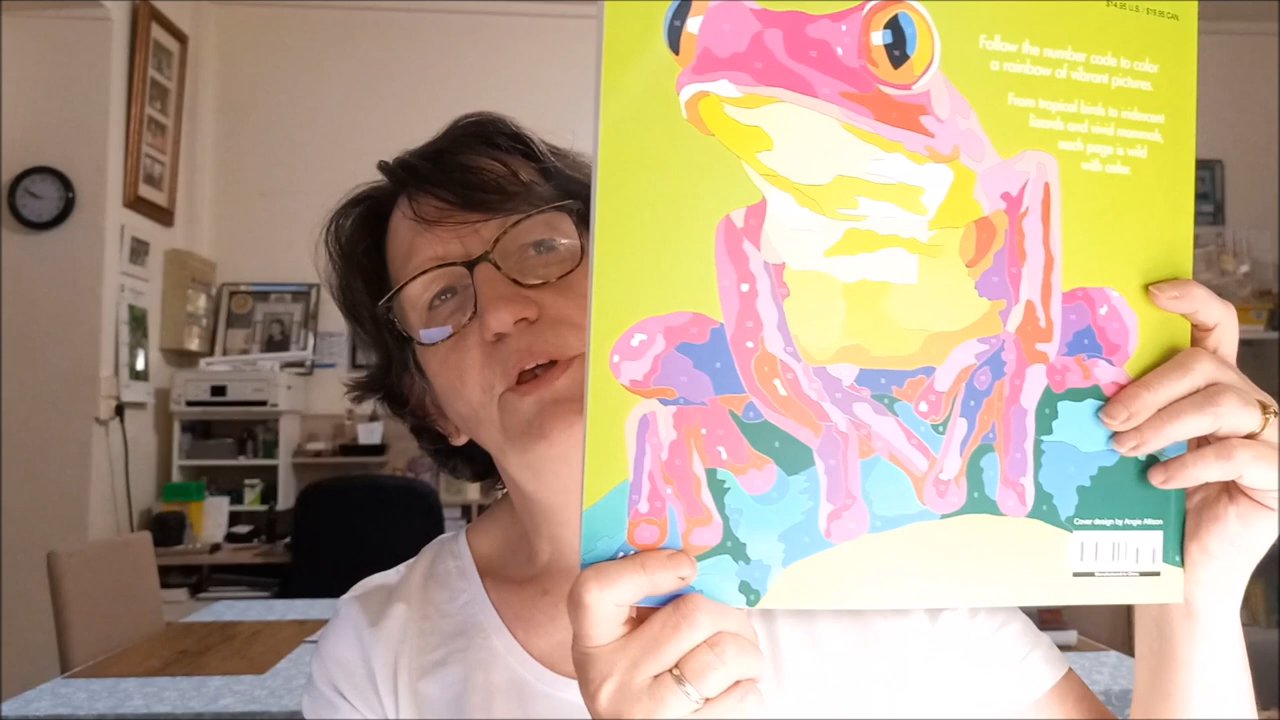 $14.95 U.S. / $19.95 CAN
Follow the number code to color
a rainbow of vibrant pictures.
From tropical birds to iridescent
lizards and vivid mammals,
each page is wild
with color.
Cover design by Angie Allison